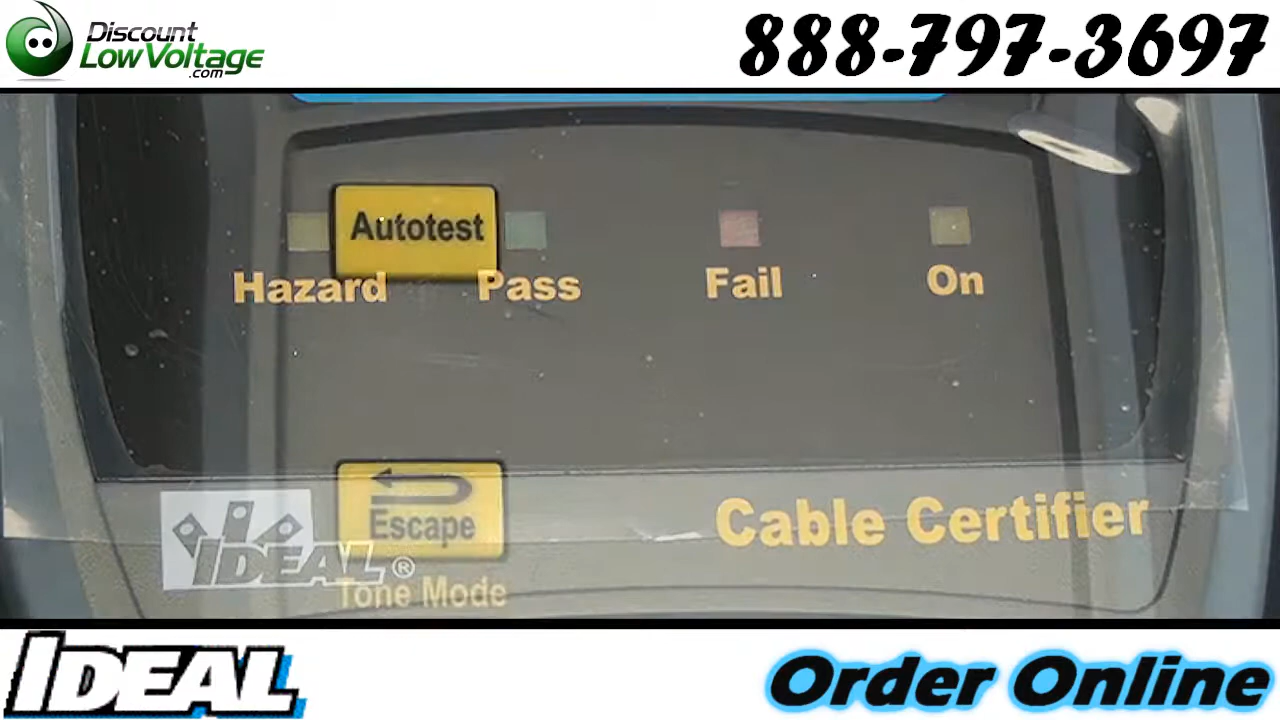 Discount
LowVoltage
.com
888-797-3697
Autotest
Hazard
Pass
Fail
On
Escape
Cable Certifier
IDEAL®
Tone Mode
IDEAL
Order Online